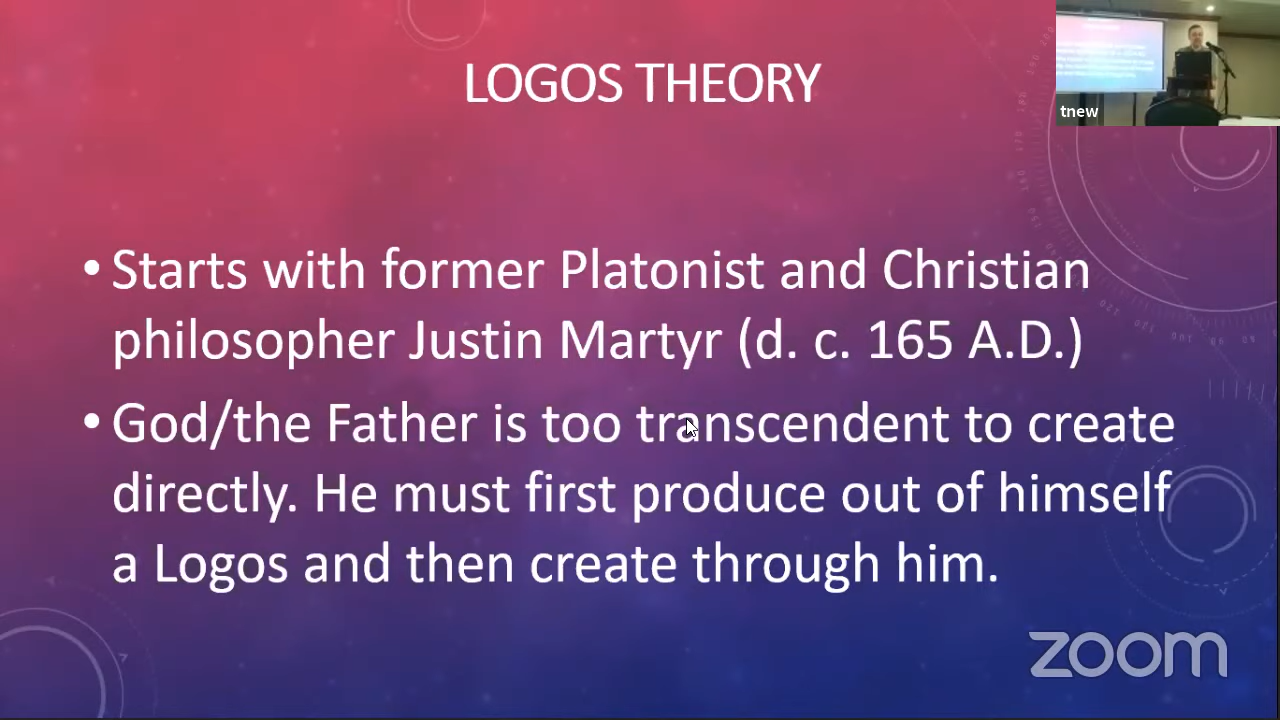 LOGOS THEORY
tnew
• Starts with former Platonist and Christian
philosopher Justin Martyr (d. c. 165 A.D.)
• God/the Father is too transcendent to create
directly. He must first produce out of himself
a Logos and then create through him.
zoom